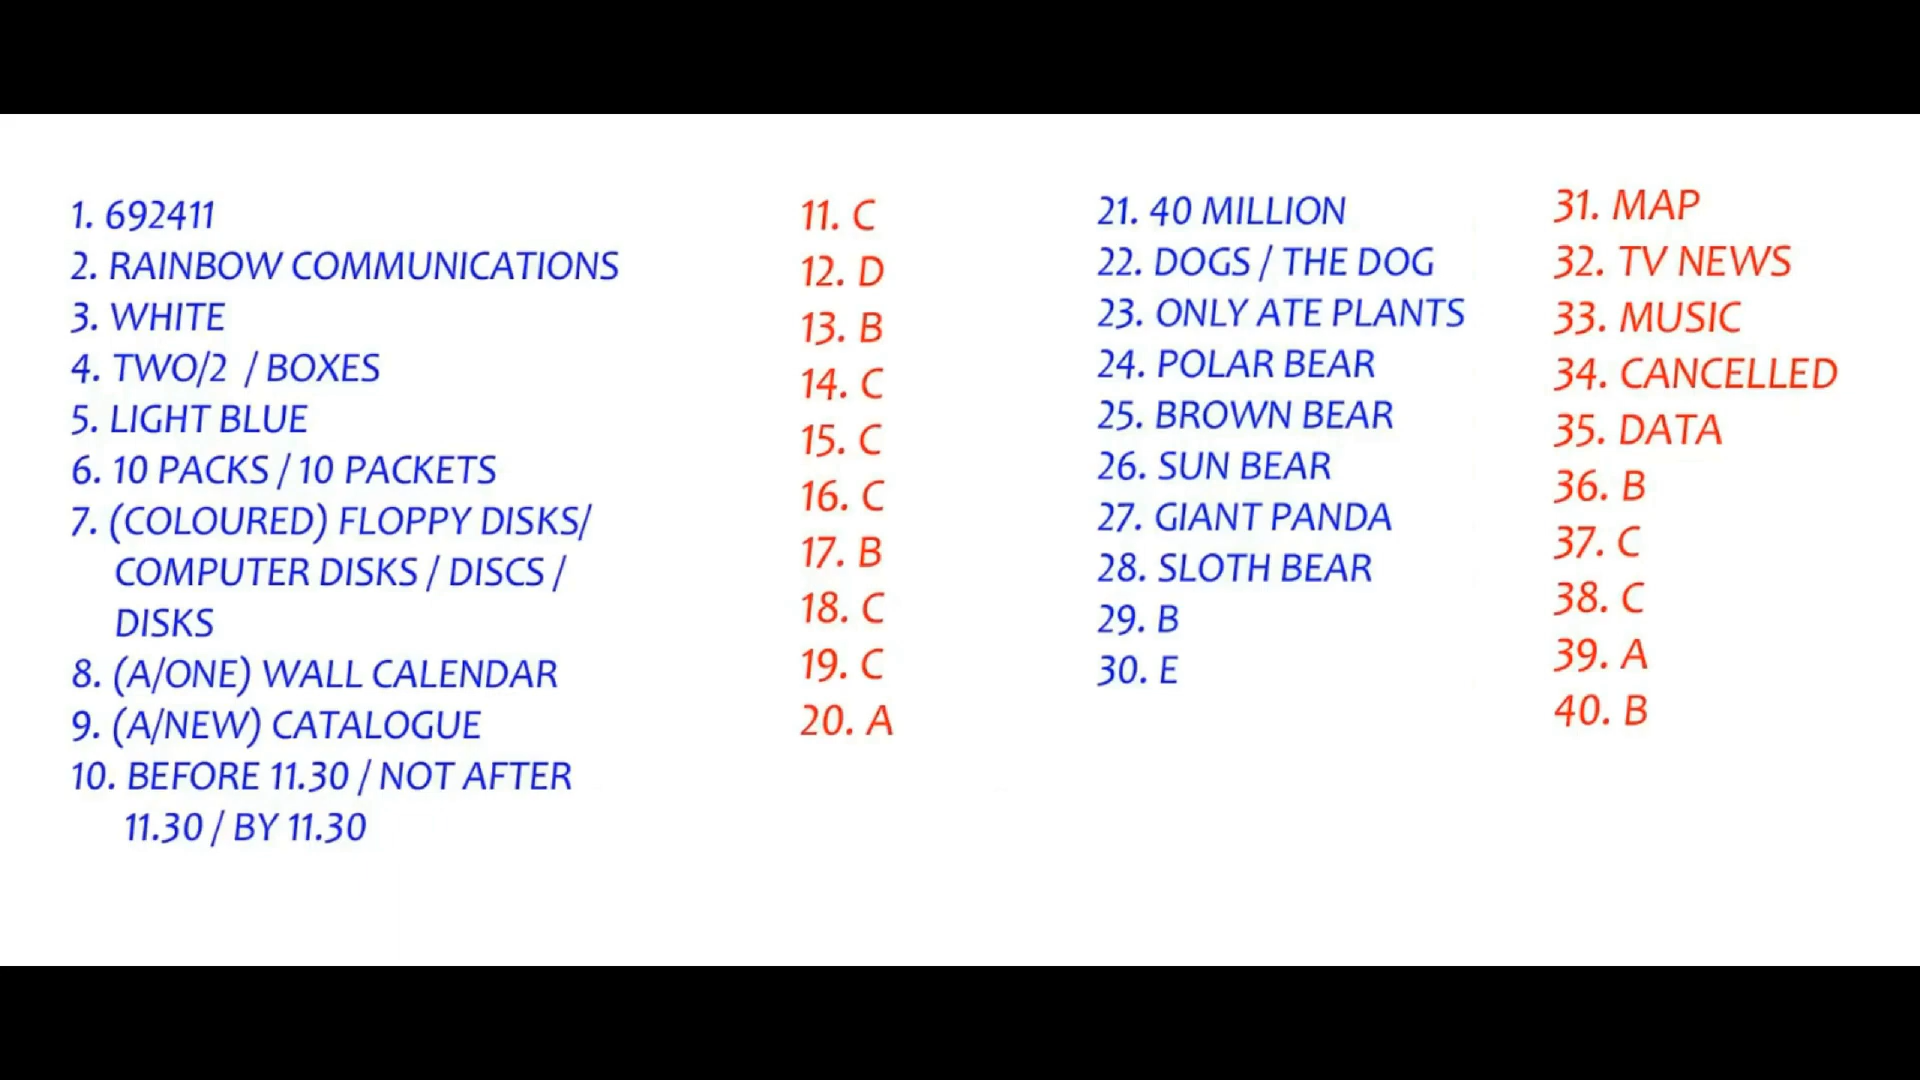 1. 692411
2. RAINBOW COMMUNICATIONS
3. WHITE
4. TWO/2 / BOXES
5. LIGHT BLUE
6. 10 PACKS / 10 PACKETS
7. (COLOURED) FLOPPY DISKS/
COMPUTER DISKS / DISCS /
DISKS
8. (A/ONE) WALL CALENDAR
9. (A/NEW) CATALOGUE
10. BEFORE 11.30 / NOT AFTER
11.30 / BY 11.30
11. C
12. D
13. B
14. C
15. C
16. C
17. B
18. C
19. C
20. A
21. 40 MILLION
22. DOGS / THE DOG
23. ONLY ATE PLANTS
24. POLAR BEAR
25. BROWN BEAR
26. SUN BEAR
27. GIANT PANDA
28. SLOTH BEAR
29. B
30. E
31. MAP
32. TV NEWS
33. MUSIC
34. CANCELLED
35. DATA
36. B
37. C
38. C
39. A
40. B